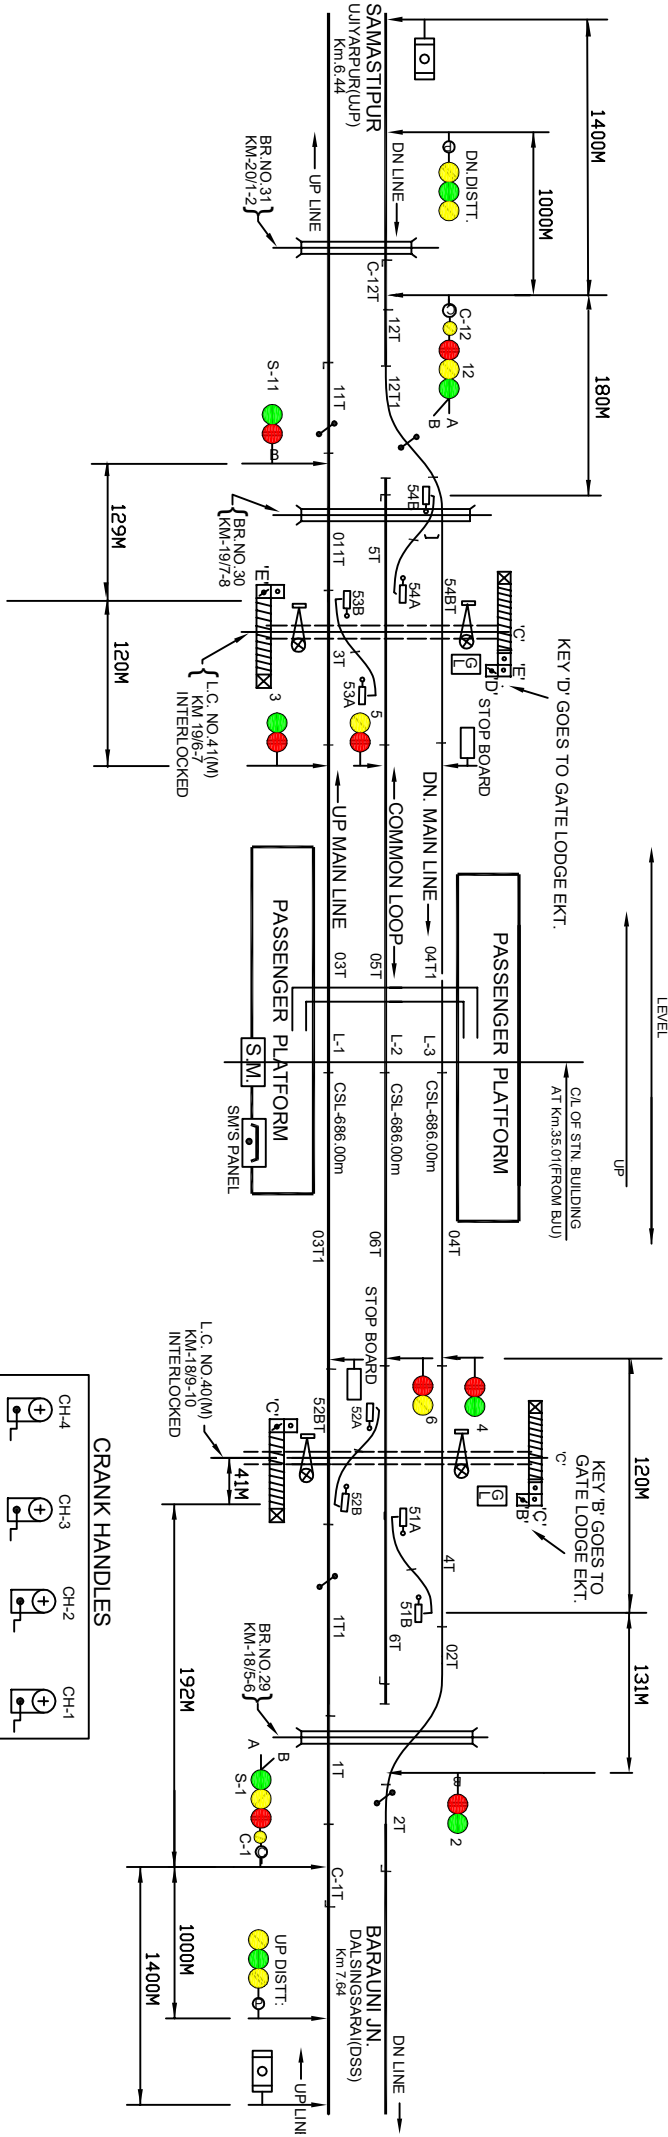 SAMASTIPUR
UJIYARPUR(UJP)
Km.6.44
1400M
1000M
180M
DN.DISTT.
DN LINE
UP LINE
BR.NO.31
KM-20/1-2
C-12T
12T
12T1
C-12
12
A
B
11T
S-11
B
129M
120M
BR.NO.30
KM-19/7-8
011T
5T
54B
54A
54BT
53B
3T
53A
'E'
'C'
'E'
'D'
G
L
KEY 'D' GOES TO GATE LODGE EKT.
STOP BOARD
L.C. NO.41(M)
KM 19/6-7
INTERLOCKED
3
5
UP MAIN LINE
COMMON LOOP
DN. MAIN LINE
PASSENGER PLATFORM
PASSENGER PLATFORM
03T
05T
04T1
L-1
L-2
L-3
CSL-686.00m
CSL-686.00m
CSL-686.00m
S.M.
SM'S PANEL
LEVEL
UP
C/L OF STN. BUILDING
AT Km.35.01(FROM BJU)
03T1
06T
04T
STOP BOARD
L.C. NO.40(M)
KM-18/9-10
INTERLOCKED
'C'
52BT
52A
52B
6
4
'C'
'C'
'B'
G
L
KEY 'B' GOES TO
GATE LODGE EKT.
120M
131M
41M
192M
51A
51B
4T
02T
6T
1T1
BR.NO.29
KM-18/5-6
1T
2T
B
2
A
B
S-1
C-1
C-1T
1000M
1400M
UP DISTT:
BARAUNI JN.
DALSINGSARAI(DSS)
Km 7.64
DN LINE
UP LINE
CRANK HANDLES
CH-4
CH-3
CH-2
CH-1